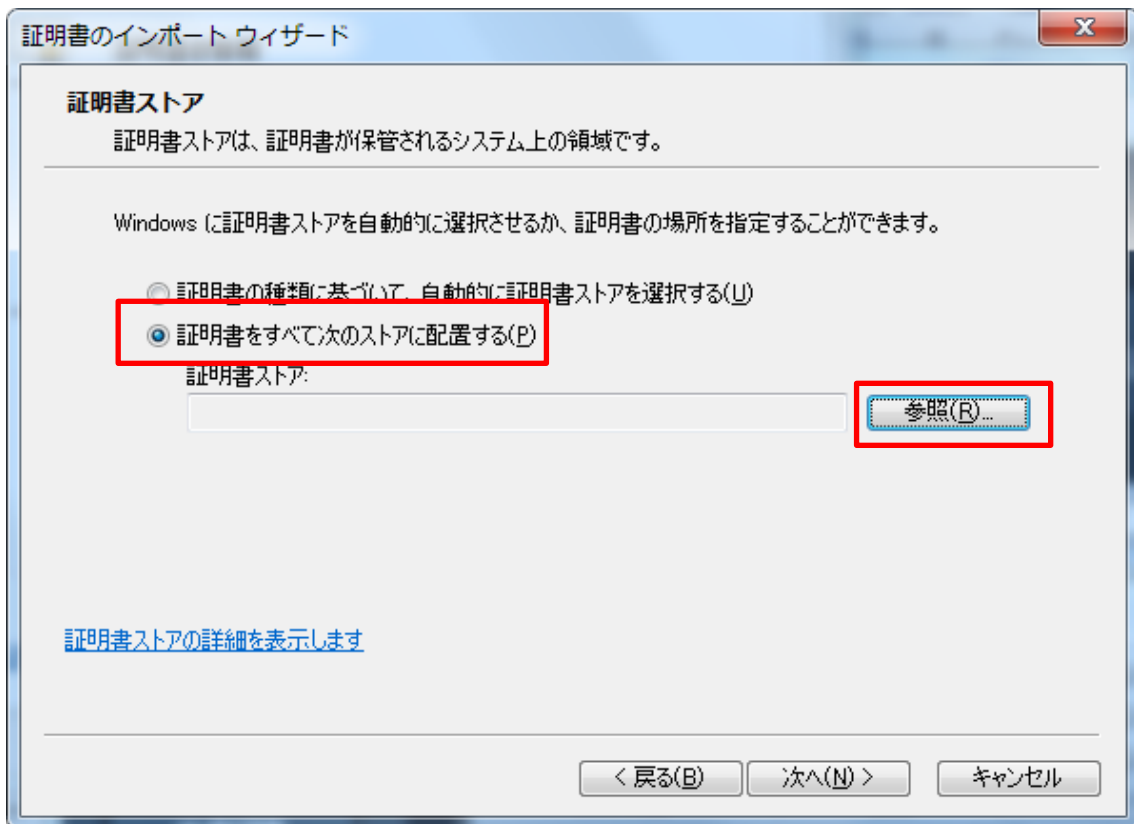 証明書のインポート ウィザード
証明書ストア
証明書ストアは、証明書が保管されるシステム上の領域です。
Windows に証明書ストアを自動的に選択させるか、証明書の場所を指定することができます。
証明書の種類に基づいて、自動的に証明書ストアを選択する(U)
証明書をすべて次のストアに配置する(P)
証明書ストア:
参照(R)...
証明書ストアの詳細を表示します
< 戻る(B)
次へ(N) >
キャンセル